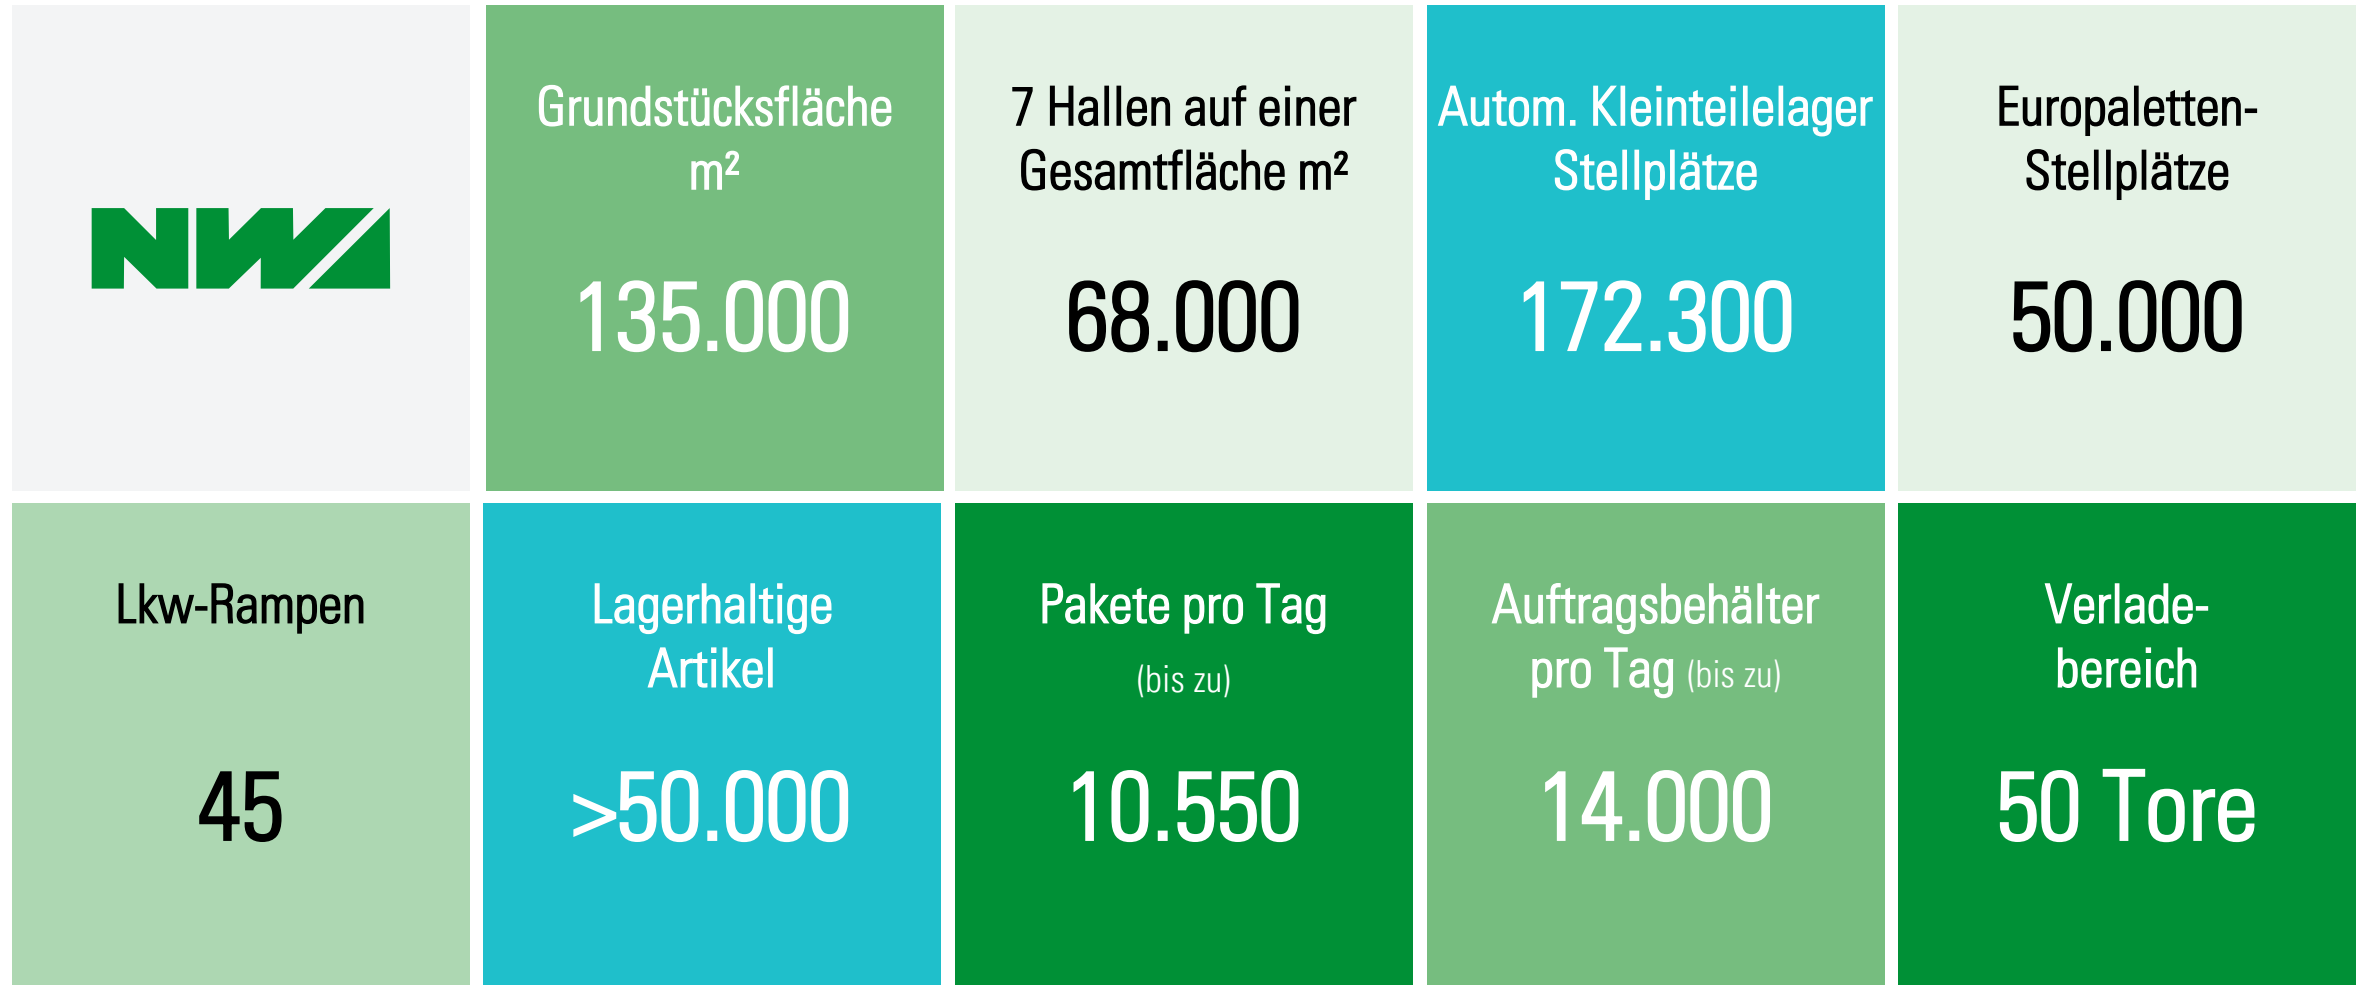 NWA
Grundstücksfläche
m²
135.000
7 Hallen auf einer
Gesamtfläche m²
68.000
Autom. Kleinteilelager
Stellplätze
172.300
Europaletten-
Stellplätze
50.000
Lkw-Rampen
45
Lagerhaltige
Artikel
>50.000
Pakete pro Tag
(bis zu)
10.550
Auftragsbehälter
pro Tag (bis zu)
14.000
Verlade-
bereich
50 Tore